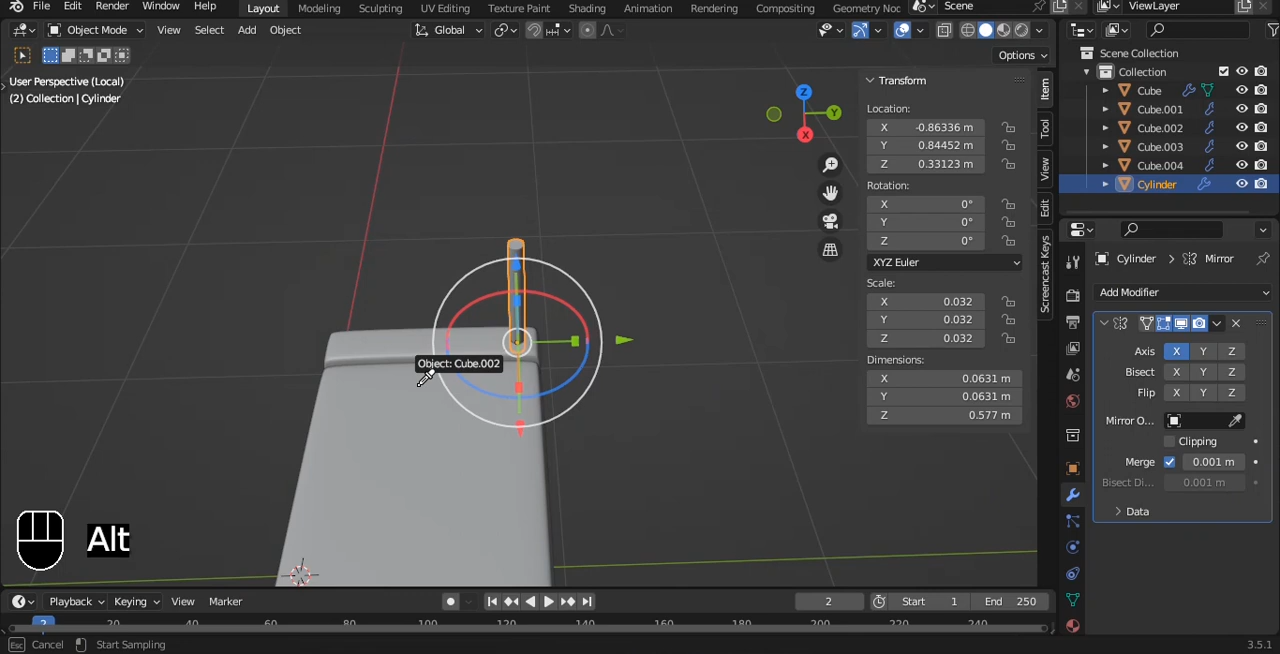 File Edit Render Window Help Layout Modeling Sculpting UV Editing Texture Paint Shading Animation Rendering Compositing Geometry Noc Scene ViewLayer
Object Mode View Select Add Object Global
Options
User Perspective (Local)
(2) Collection | Cylinder
Z
Y
X
Object: Cube.002
Transform
Location:
X -0.86336 m
Y 0.84452 m
Z 0.33123 m
Rotation:
X 0°
Y 0°
Z 0°
XYZ Euler
Scale:
X 0.032
Y 0.032
Z 0.032
Dimensions:
X 0.0631 m
Y 0.0631 m
Z 0.577 m
Item
Tool
View
Edit
Screencast Keys
Scene Collection
Collection
Cube
Cube.001
Cube.002
Cube.003
Cube.004
Cylinder
Cylinder Mirror
Add Modifier
Axis X Y Z
Bisect X Y Z
Flip X Y Z
Mirror O...
Clipping
Merge 0.001 m
Bisect Di... 0.001 m
Data
Alt
Playback Keying View Marker 2 Start 1 End 250
2 20 40 60 80 100 120 140 160 180 200 220 240
Esc Cancel Start Sampling 3.5.1